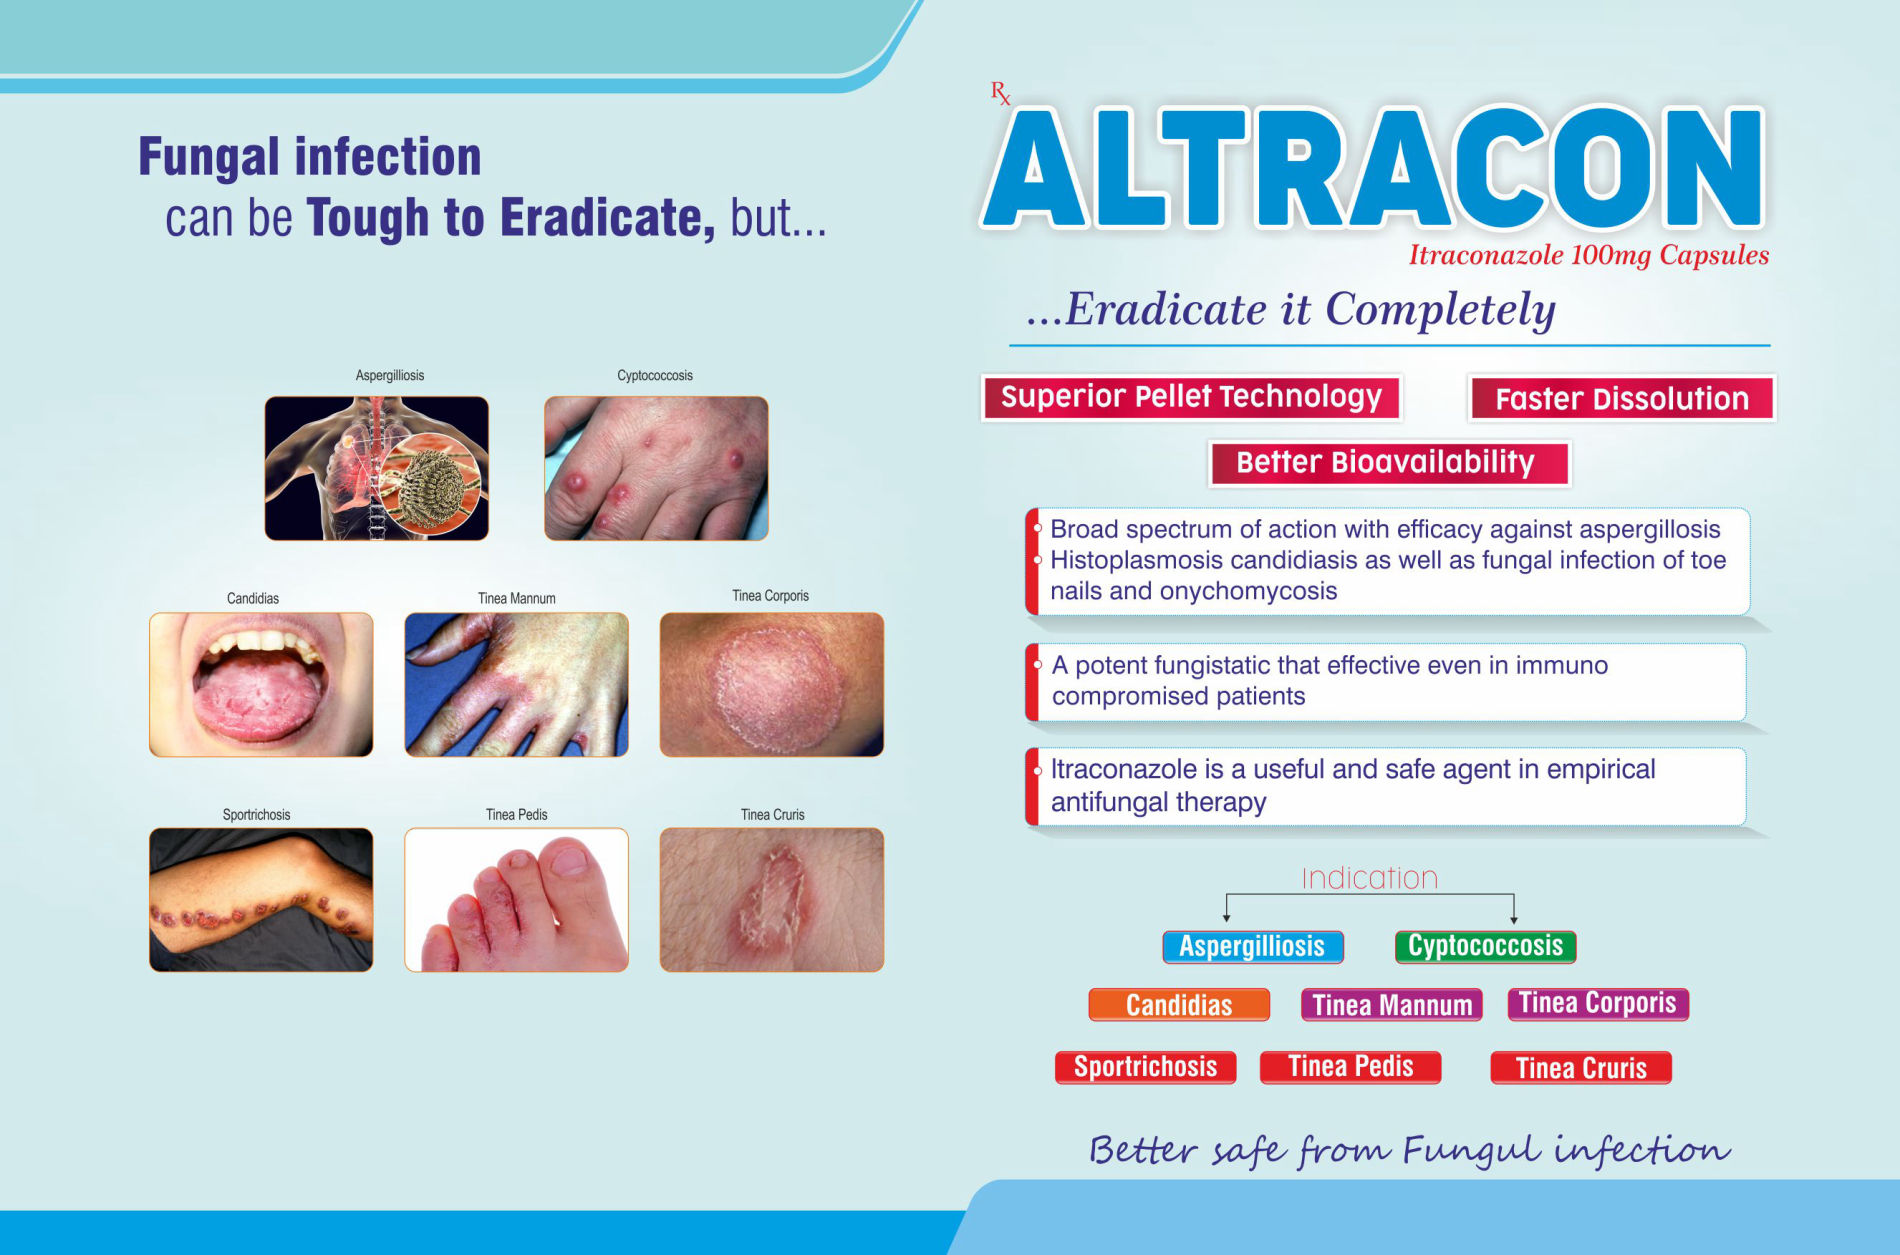 Fungal infection
can be Tough to Eradicate, but...
Aspergilliosis
Cyptococcosis
Candidias
Tinea Mannum
Tinea Corporis
Sportrichosis
Tinea Pedis
Tinea Cruris
Rx
ALTRACON
Itraconazole 100mg Capsules
...Eradicate it Completely
Superior Pellet Technology
Faster Dissolution
Better Bioavailability
Broad spectrum of action with efficacy against aspergillosis
Histoplasmosis candidiasis as well as fungal infection of toe
nails and onychomycosis
A potent fungistatic that effective even in immuno
compromised patients
Itraconazole is a useful and safe agent in empirical
antifungal therapy
Indication
Aspergilliosis
Cyptococcosis
Candidias
Tinea Mannum
Tinea Corporis
Sportrichosis
Tinea Pedis
Tinea Cruris
Better safe from Fungul infection